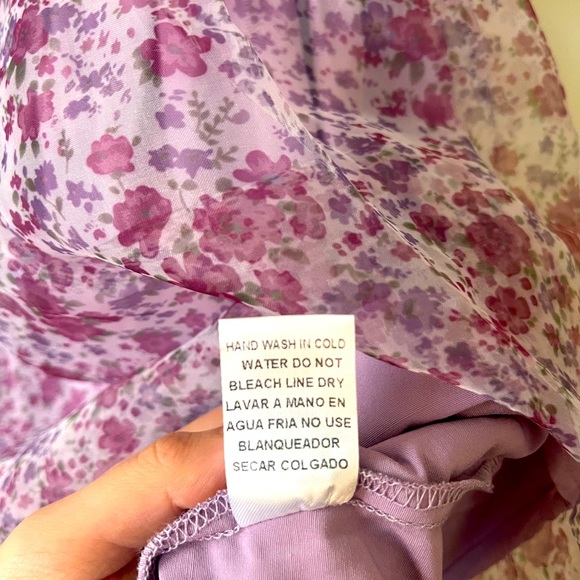 HAND WASH IN COLD
WATER DO NOT
BLEACH LINE DRY
LAVAR A MANO EN
AGUA FRIA NO USE
BLANQUEADOR
SECAR COLGADO